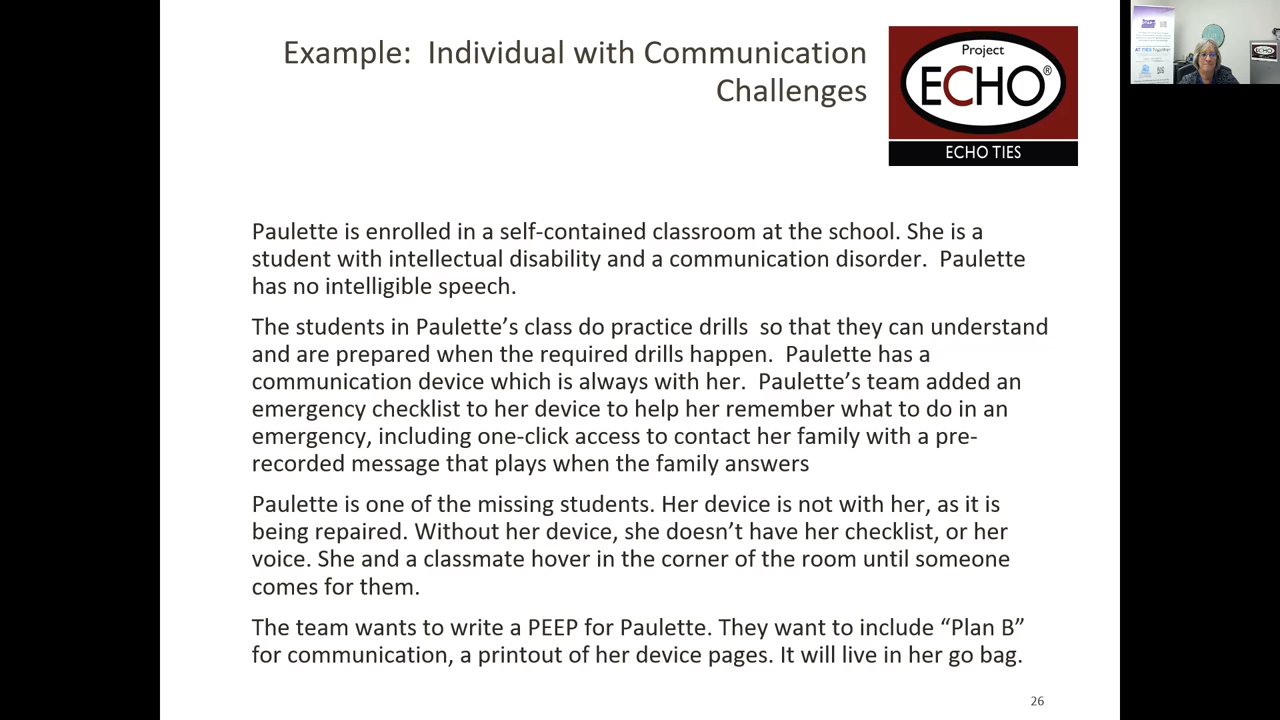 Example:  Individual with Communication
Challenges
Project
ECHO®
ECHO TIES
Paulette is enrolled in a self-contained classroom at the school. She is a
student with intellectual disability and a communication disorder.  Paulette
has no intelligible speech.
The students in Paulette’s class do practice drills  so that they can understand
and are prepared when the required drills happen.  Paulette has a
communication device which is always with her.  Paulette’s team added an
emergency checklist to her device to help her remember what to do in an
emergency, including one-click access to contact her family with a pre-
recorded message that plays when the family answers
Paulette is one of the missing students. Her device is not with her, as it is
being repaired. Without her device, she doesn’t have her checklist, or her
voice. She and a classmate hover in the corner of the room until someone
comes for them.
The team wants to write a PEEP for Paulette. They want to include “Plan B”
for communication, a printout of her device pages. It will live in her go bag.
26